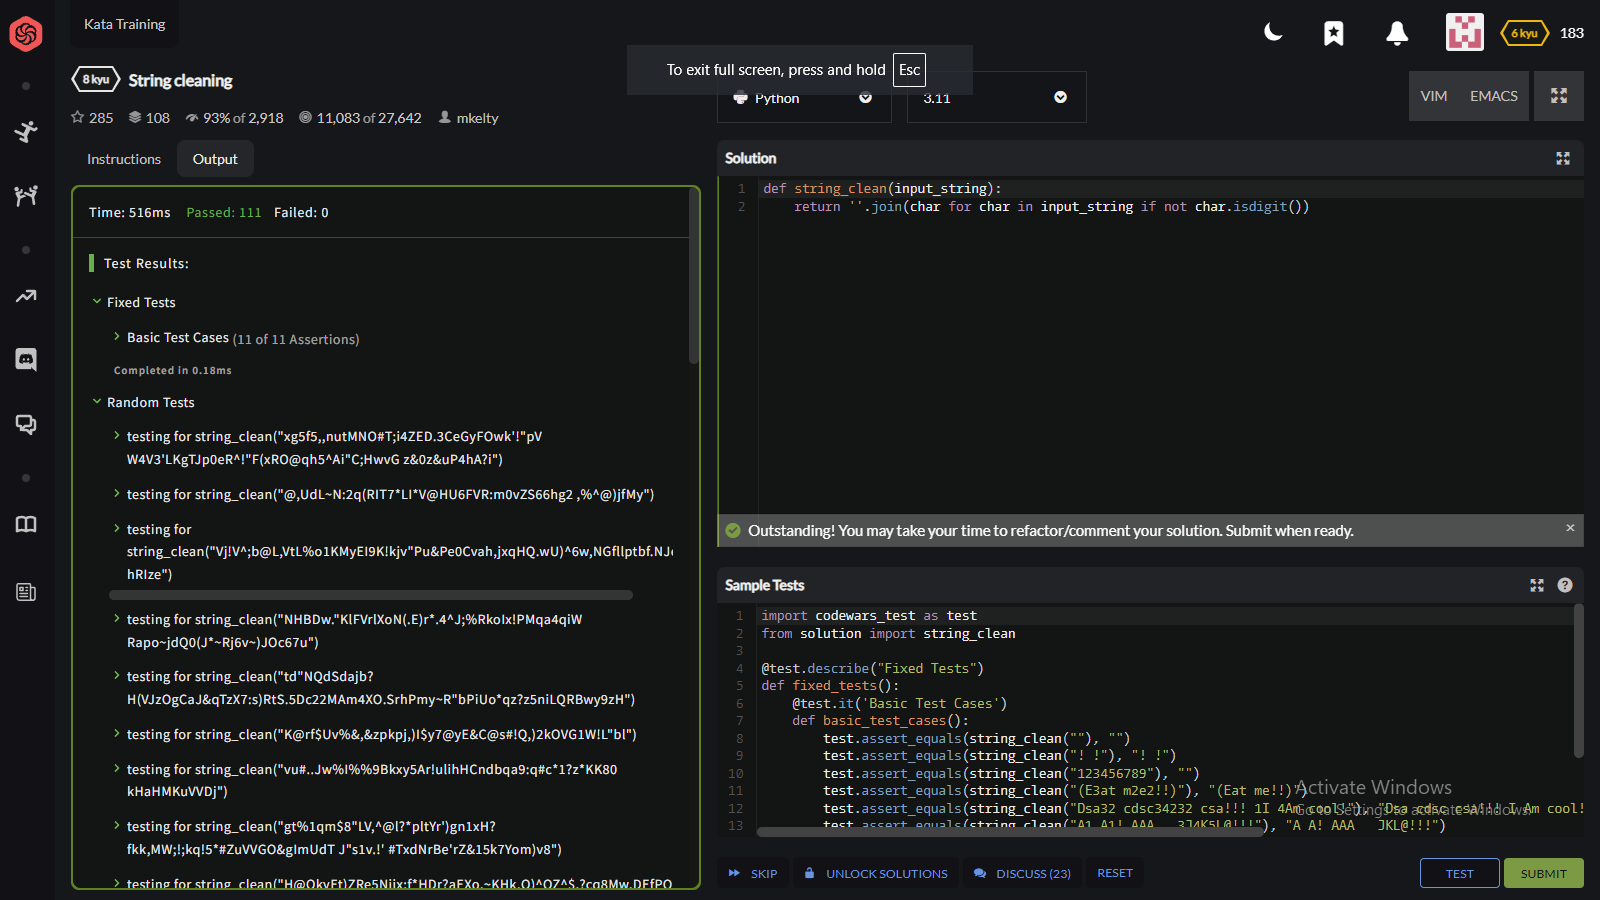 Kata Training
6 kyu 183
To exit full screen, press and hold Esc
8 kyu String cleaning
285 108 93% of 2,918 11,083 of 27,642 mkelty
Python
3.11
VIM EMACS
Instructions Output
Time: 516ms Passed: 111 Failed: 0
Test Results:
Fixed Tests
Basic Test Cases (11 of 11 Assertions)
Completed in 0.18ms
Random Tests
testing for string_clean("xg5f5,,nutMNO#T;i4ZED.3CeGyFOwk'!"pV
W4V3'LKgTJp0eR^!"F(xRO@qh5^Ai"C;HwvG z&0z&uP4hA?i")
testing for string_clean("@,UdL~N:2q(RIT7*LI*V@HU6FVR:m0vZS66hg2 ,%^@)jfMy")
testing for
string_clean("Vj!V^;b@L,VtL%o1KMyEI9K!kjv"Pu&Pe0Cvah,jxqHQ.wU)^6w,NGfllptbf.NJ
hRIze")
testing for string_clean("NHBDw."KlFVrlXoN(.E)r*.4^J;%RkoIx!PMqa4qiW
Rapo~jdQ0(J*~Rj6v~)JOc67u")
testing for string_clean("td"NQdSdajb?
H(VJzOgCaJ&qTzX7:s)RtS.5Dc22MAm4XO.SrhPmy~R"bPiUo*qz?z5niLQRBwy9zH")
testing for string_clean("K@rf$Uv%&,&zpkpj,)I$y7@yE&C@s#!Q,)2kOVG1W!L"bl")
testing for string_clean("vu#..Jw%I%%9Bkxy5Ar!ulihHCndbqa9:q#c*1?z*KK80
kHaHMKuVVDj")
testing for string_clean("gt%1qm$8"LV,^@l?*pltYr')gn1xH?
fkk,MW;!;kq!5*#ZuVVGO&gImUdT J"s1v.!' #TxdNrBe'rZ&15k7Yom)v8")
testing for string_clean("H@QkvFt)ZRe5Njix:f*HDr?aFXo.~KHk.O)^OZ^$.?cq8Mw.DFfPO
Solution
1 def string_clean(input_string):
2 return ''.join(char for char in input_string if not char.isdigit())
Outstanding! You may take your time to refactor/comment your solution. Submit when ready.
Sample Tests
1 import codewars_test as test
2 from solution import string_clean
3
4 @test.describe("Fixed Tests")
5 def fixed_tests():
6 @test.it('Basic Test Cases')
7 def basic_test_cases():
8 test.assert_equals(string_clean(""), "")
9 test.assert_equals(string_clean("! !"), "! !")
10 test.assert_equals(string_clean("123456789"), "")
11 test.assert_equals(string_clean("(E3at m2e2!!)"), "(Eat me!!)")
12 test.assert_equals(string_clean("Dsa32 cdsc34232 csa!!! 1I 4Am cool!"), "Dsa cdsc csa!!! I Am cool!
13 test.assert_equals(string_clean("A1 A1! AAA   3J4K5L@!!!"), "A A! AAA   JKL@!!!")
Activate Windows
Go to Settings to activate Windows.
SKIP UNLOCK SOLUTIONS DISCUSS (23) RESET TEST SUBMIT